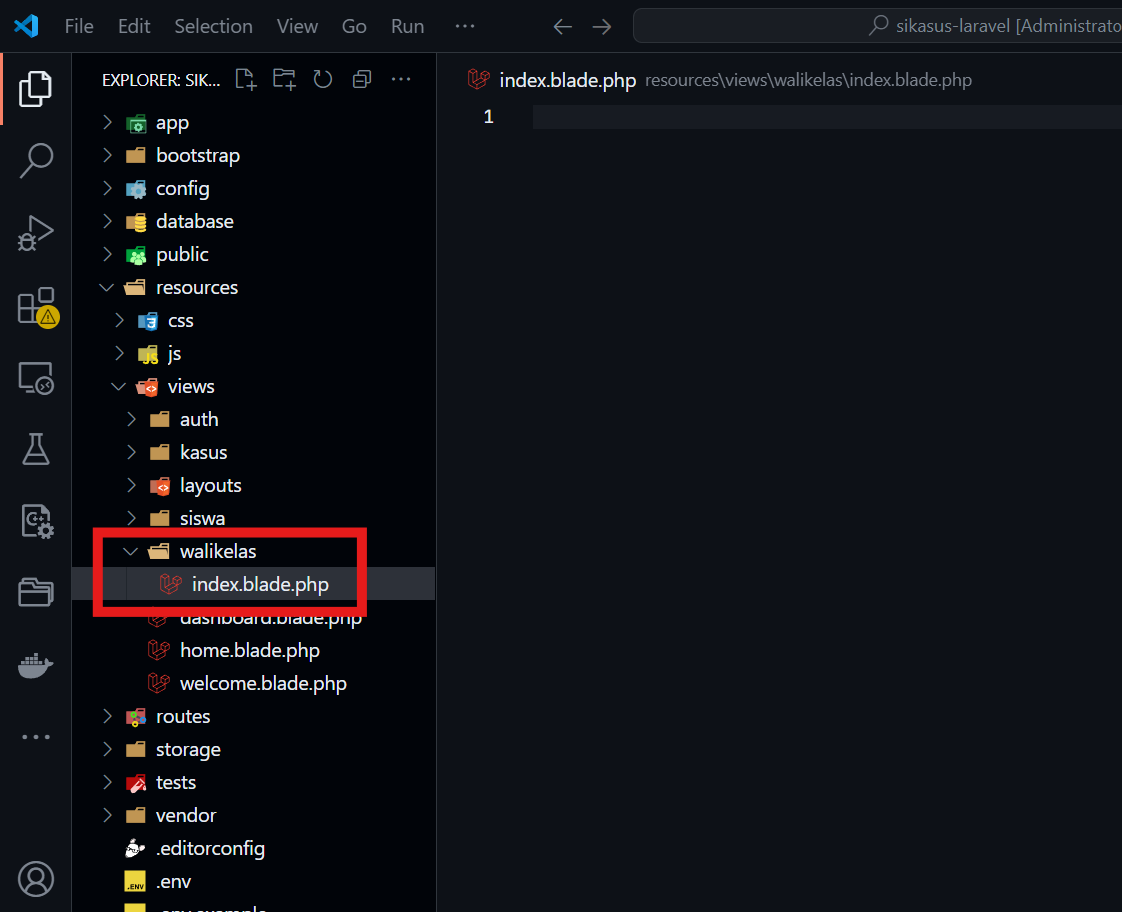 File Edit Selection View Go Run
sikasus-laravel [Administrato
EXPLORER: SIK...
app
bootstrap
config
database
public
resources
css
js
views
auth
kasus
layouts
siswa
walikelas
index.blade.php
dashboard.blade.php
home.blade.php
welcome.blade.php
routes
storage
tests
vendor
.editorconfig
.env
.env.example
index.blade.php resources\views\walikelas\index.blade.php
1